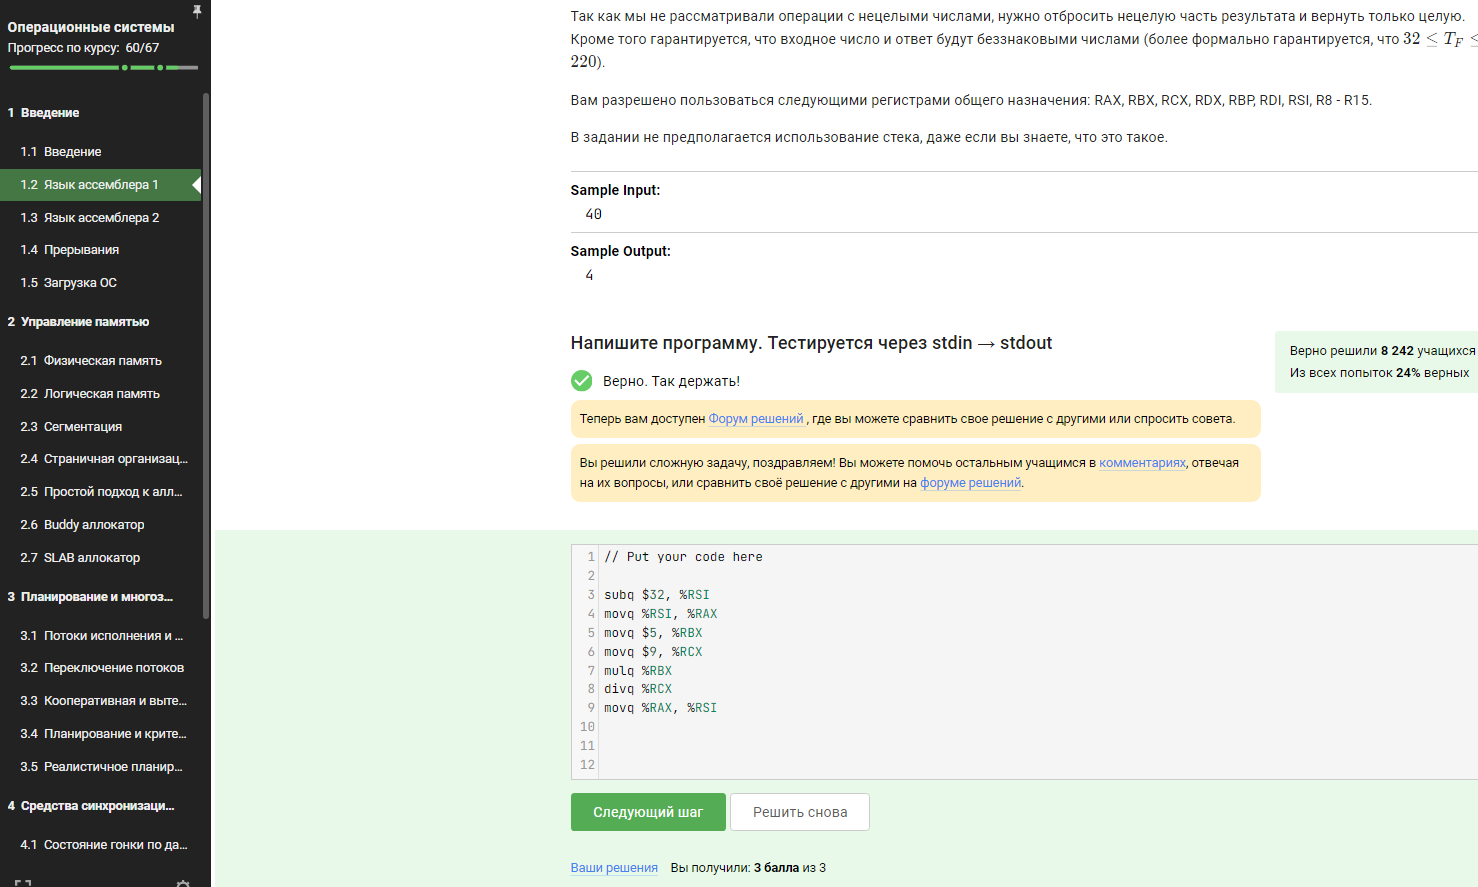 Операционные системы
Прогресс по курсу: 60/67
1 Введение
1.1 Введение
1.2 Язык ассемблера 1
1.3 Язык ассемблера 2
1.4 Прерывания
1.5 Загрузка ОС
2 Управление памятью
2.1 Физическая память
2.2 Логическая память
2.3 Сегментация
2.4 Страничная организац...
2.5 Простой подход к алл...
2.6 Buddy аллокатор
2.7 SLAB аллокатор
3 Планирование и многоз...
3.1 Потоки исполнения и ...
3.2 Переключение потоков
3.3 Кооперативная и выте...
3.4 Планирование и крите...
3.5 Реалистичное планир...
4 Средства синхронизаци...
4.1 Состояние гонки по да...
Так как мы не рассматривали операции с нецелыми числами, нужно отбросить нецелую часть результата и вернуть только целую.
Кроме того гарантируется, что входное число и ответ будут беззнаковыми числами (более формально гарантируется, что 32 ≤ T_F ≤
220).
Вам разрешено пользоваться следующими регистрами общего назначения: RAX, RBX, RCX, RDX, RBP, RDI, RSI, R8 - R15.
В задании не предполагается использование стека, даже если вы знаете, что это такое.
Sample Input:
40
Sample Output:
4
Напишите программу. Тестируется через stdin → stdout
Верно. Так держать!
Теперь вам доступен Форум решений, где вы можете сравнить свое решение с другими или спросить совета.
Вы решили сложную задачу, поздравляем! Вы можете помочь остальным учащимся в комментариях, отвечая
на их вопросы, или сравнить своё решение с другими на форуме решений.
Верно решили 8 242 учащихся
Из всех попыток 24% верных
1 // Put your code here
2
3 subq $32, %RSI
4 movq %RSI, %RAX
5 movq $5, %RBX
6 movq $9, %RCX
7 mulq %RBX
8 divq %RCX
9 movq %RAX, %RSI
10
11
12
Следующий шаг
Решить снова
Ваши решения Вы получили: 3 балла из 3